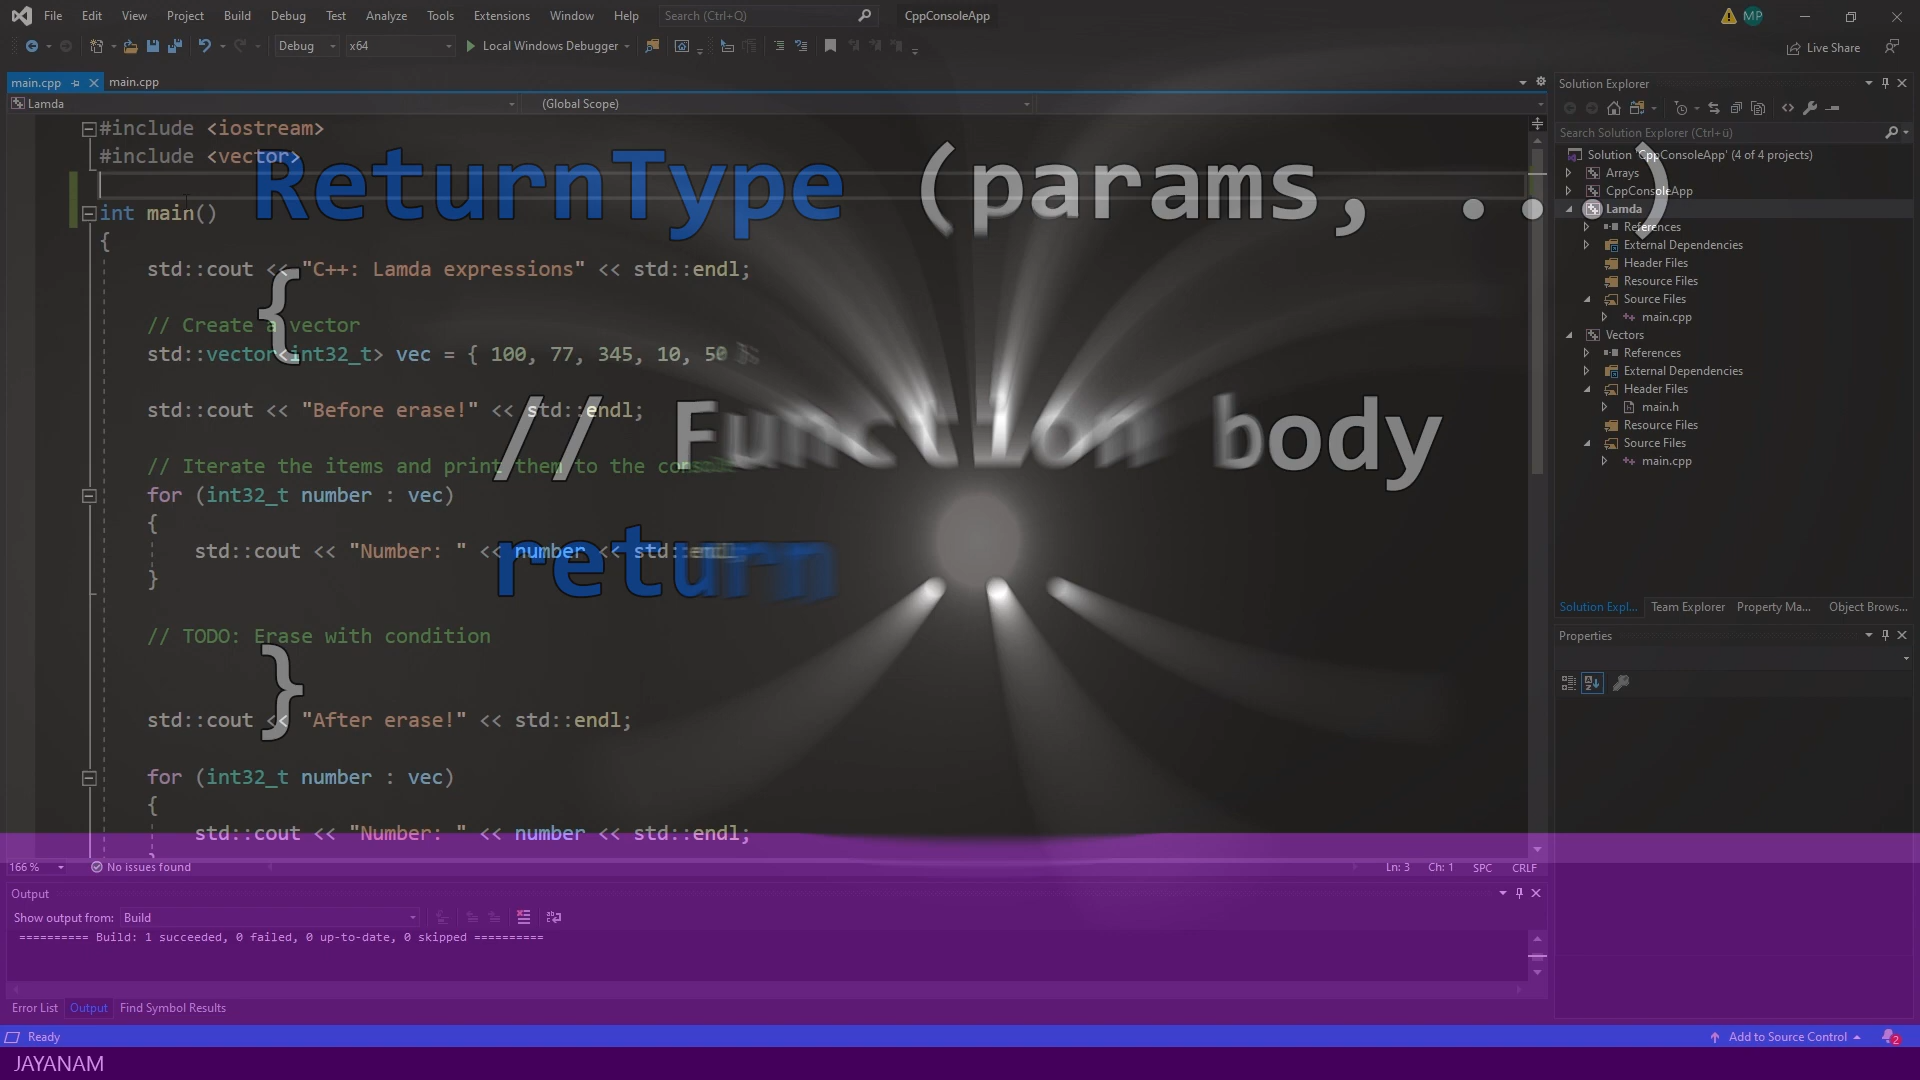 File Edit View Project Build Debug Test Analyze Tools Extensions Window Help Search (Ctrl+Q) CppConsoleApp MP
Debug x64 Local Windows Debugger Live Share
main.cpp main.cpp
Lamda (Global Scope)
#include <iostream>
#include <vector>
int main()
{
std::cout << "C++: Lamda expressions" << std::endl;
// Create a vector
std::vector<int32_t> vec = { 100, 77, 345, 10, 50 };
std::cout << "Before erase!" << std::endl;
// Iterate the items and print them to the console
for (int32_t number : vec)
{
std::cout << "Number: " << number << std::endl;
}
// TODO: Erase with condition
std::cout << "After erase!" << std::endl;
for (int32_t number : vec)
{
std::cout << "Number: " << number << std::endl;
ReturnType (params, ...)
{
// Function body
return
}
166 % No issues found Ln: 3 Ch: 1 SPC CRLF
Output
Show output from: Build
========== Build: 1 succeeded, 0 failed, 0 up-to-date, 0 skipped ==========
Error List Output Find Symbol Results
Solution Explorer
Search Solution Explorer (Ctrl+ü)
Solution 'CppConsoleApp' (4 of 4 projects)
Arrays
CppConsoleApp
Lamda
References
External Dependencies
Header Files
Resource Files
Source Files
main.cpp
Vectors
References
External Dependencies
Header Files
main.h
Resource Files
Source Files
main.cpp
Solution Expl... Team Explorer Property Ma... Object Brows...
Properties
Ready Add to Source Control 2
JAYANAM